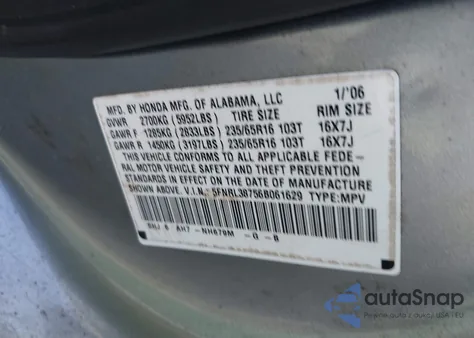 MFD. BY HONDA MFG. OF ALABAMA, LLC 1/'06
GVWR 2700KG (5952LBS) TIRE SIZE RIM SIZE
GAWR F 1285KG (2833LBS) 235/65R16 103T 16X7J
GAWR R 1450KG (3197LBS) 235/65R16 103T 16X7J
THIS VEHICLE CONFORMS TO ALL APPLICABLE FEDE-
RAL MOTOR VEHICLE SAFETY AND THEFT PREVENTION
STANDARDS IN EFFECT ON THE DATE OF MANUFACTURE
SHOWN ABOVE. V.I.N.: 5FNRL38756B061629 TYPE:MPV
SHJ A AH7 -NH679M -G -B
autoSnap